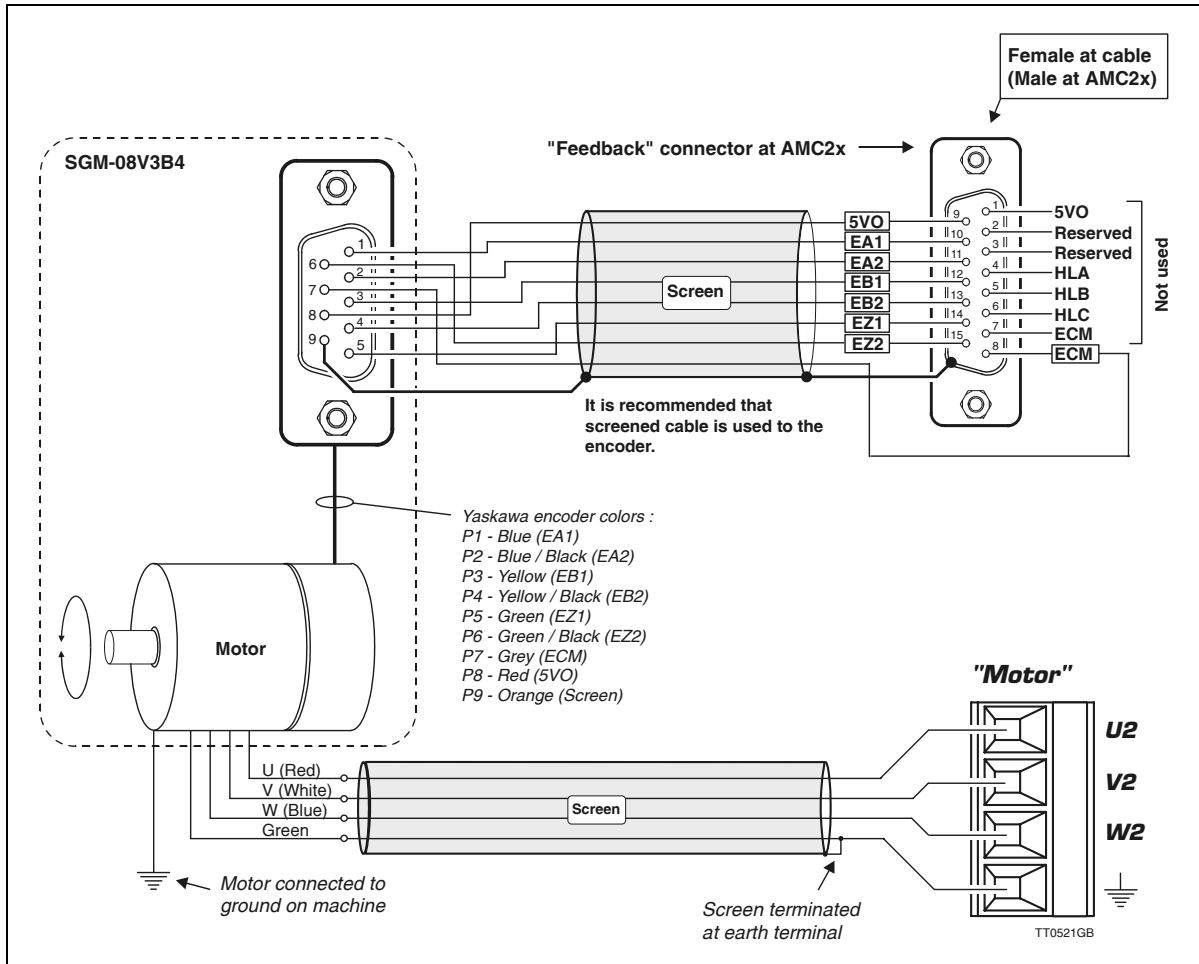 Female at cable
(Male at AMC2x)
"Feedback" connector at AMC2x
SGM-08V3B4
1
2
3
4
5
6
7
8
9
Screen
5VO
EA1
EA2
EB1
EB2
EZ1
EZ2
9
10
11
12
13
14
15
1
2
3
4
5
6
7
8
5VO
Reserved
Reserved
HLA
HLB
HLC
ECM
ECM
Not used
It is recommended that
screened cable is used to the
encoder.
Yaskawa encoder colors :
P1 - Blue (EA1)
P2 - Blue / Black (EA2)
P3 - Yellow (EB1)
P4 - Yellow / Black (EB2)
P5 - Green (EZ1)
P6 - Green / Black (EZ2)
P7 - Grey (ECM)
P8 - Red (5VO)
P9 - Orange (Screen)
Motor
"Motor"
U2
V2
W2
U (Red)
V (White)
W (Blue)
Green
Screen
Motor connected to
ground on machine
Screen terminated
at earth terminal
TT0521GB